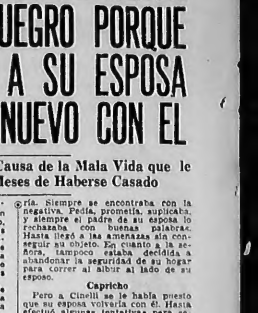 UEGRO PORQUE
A SU ESPOSA
NUEVO CON EL
Causa de la Mala Vida que le
Meses de Haberse Casado
ría. Siempre se encontraba con la
negativa. Pedía, prometía, suplicaba,
y siempre el padre de su esposa lo
rechazaba con buenas palabras.
Hasta llegó a las amenazas sin con-
seguir su objeto. En cuanto a la se-
ñora, tampoco estaba decidida a
abandonar la seguridad de su hogar
para correr al albur al lado de su
esposo.
Capricho
Pero a Cinelli se le había puesto
que su esposa volvería con él. Hasta
efectuó algunas tentativas para